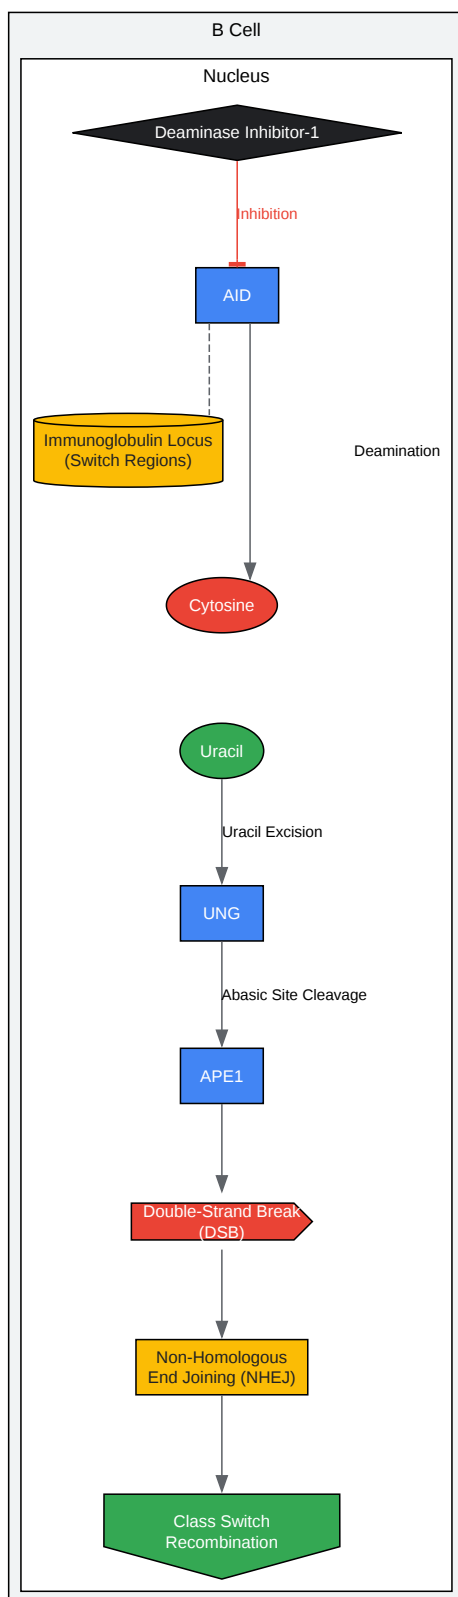 B Cell
Nucleus
Deaminase Inhibitor-1
Inhibition
AID
Immunoglobulin Locus
(Switch Regions)
Deamination
Cytosine
Uracil
Uracil Excision
UNG
Abasic Site Cleavage
APE1
Double-Strand Break
(DSB)
Non-Homologous
End Joining (NHEJ)
Class Switch
Recombination